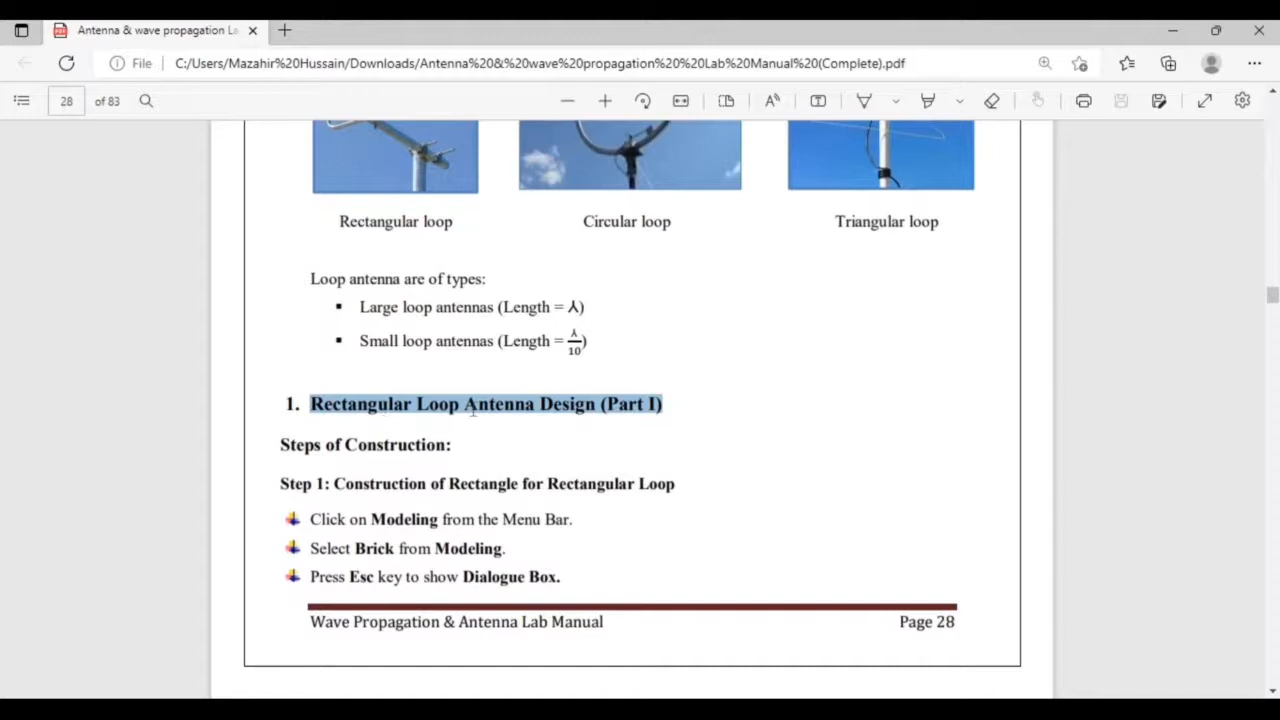 Antenna & wave propagation La
File
C:/Users/Mazahir%20Hussain/Downloads/Antenna%20&%20wave%20propagation%20%20Lab%20Manual%20(Complete).pdf
28 of 83
Rectangular loop Circular loop Triangular loop
Loop antenna are of types:
▪ Large loop antennas (Length = ⅄)
▪ Small loop antennas (Length = ⅄/10)
1. Rectangular Loop Antenna Design (Part I)
Steps of Construction:
Step 1: Construction of Rectangle for Rectangular Loop
Click on Modeling from the Menu Bar.
Select Brick from Modeling.
Press Esc key to show Dialogue Box.
Wave Propagation & Antenna Lab Manual Page 28